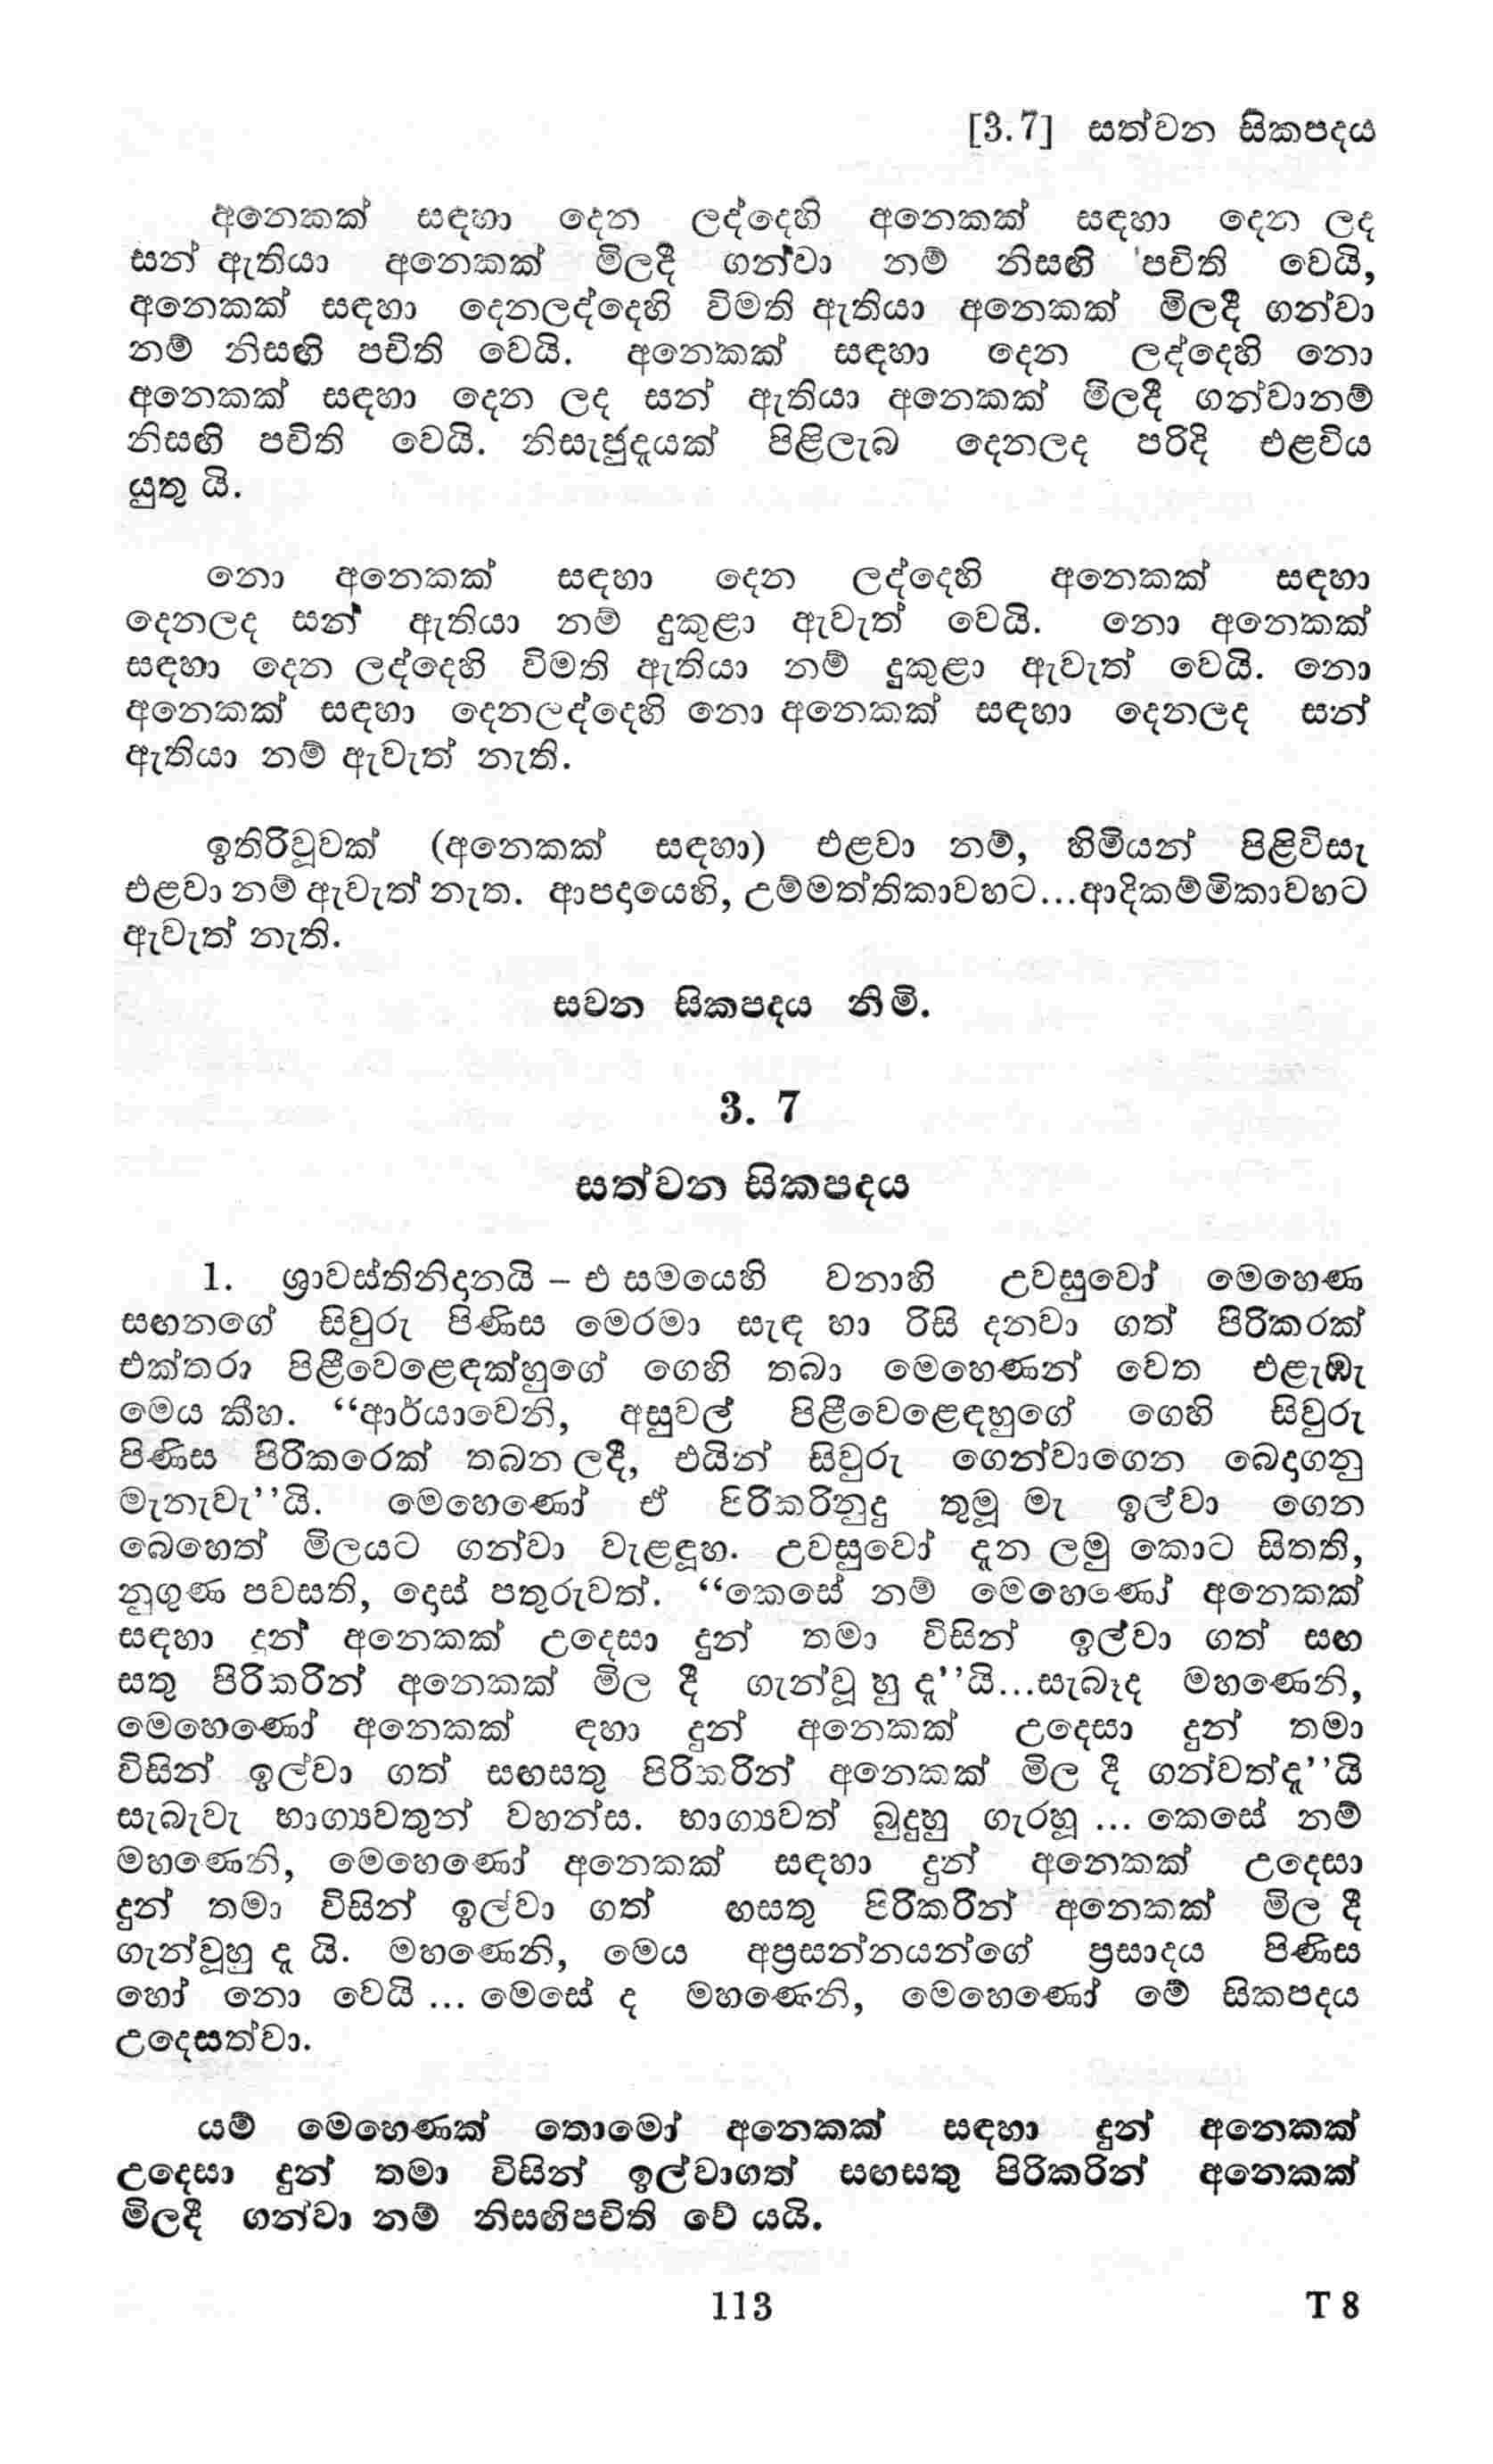 [3.7] සත්වන සිකපදය
අනෙකක් සඳහා දෙන ලද්දෙහි අනෙකක් සඳහා දෙන ලද
සන් ඇතියා අනෙකක් මිලදී ගන්වා නම් නිසඟි පචිති වෙයි,
අනෙකක් සඳහා දෙනලද්දෙහි විමති ඇතියා අනෙකක් මිලදී ගන්වා
නම් නිසඟි පචිති වෙයි. අනෙකක් සඳහා දෙන ලද්දෙහි නො
අනෙකක් සඳහා දෙන ලද සන් ඇතියා අනෙකක් මිලදී ගන්වානම්
නිසඟි පචිති වෙයි. නිසැජුදයක් පිළිලැබ දෙනලද පරිදි එළවිය
යුතු යි.
නො අනෙකක් සඳහා දෙන ලද්දෙහි අනෙකක් සඳහා
දෙනලද සන් ඇතියා නම් දුකුළා ඇවැත් වෙයි. නො අනෙකක්
සඳහා දෙන ලද්දෙහි විමති ඇතියා නම් දුකුළා ඇවැත් වෙයි. නො
අනෙකක් සඳහා දෙනලද්දෙහි නො අනෙකක් සඳහා දෙනලද සන්
ඇතියා නම් ඇවැත් නැති.
ඉතිරිවූවක් (අනෙකක් සඳහා) එළවා නම්, හිමියන් පිළිවිසැ
එළවා නම් ඇවැත් නැත. ආපදායෙහි, උම්මත්තිකාවහට...ආදිකම්මිකාවහට
ඇවැත් නැති.
සවන සිකපදය නිමි.
3. 7
සත්වන සිකපදය
1. ශ්‍රාවස්තිනිදානයි – එ සමයෙහි වනාහි උවසුවෝ මෙහෙණ
සඟනගේ සිවුරු පිණිස මෙරමා සැඳ හා රිසි දනවා ගත් පිරිකරක්
එක්තරා පිළීවෙළෙඳක්හුගේ ගෙහි තබා මෙහෙණන් වෙත එළැඹැ
මෙය කීහ. “ආර්යාවෙනි, අසුවල් පිළීවෙළෙඳහුගේ ගෙහි සිවුරු
පිණිස පිරිකරෙක් තබන ලදී, එයින් සිවුරු ගෙන්වාගෙන බෙදාගනු
මැනැවැ’’යි. මෙහෙණෝ ඒ පිරිකරිනුදු තුමූ මැ ඉල්වා ගෙන
බෙහෙත් මිලයට ගන්වා වැළඳූහ. උවසුවෝ දැන ලමු කොට සිතති,
නුගුණ පවසති, දොස් පතුරුවත්. “කෙසේ නම් මෙහෙණෝ අනෙකක්
සඳහා දුන් අනෙකක් උදෙසා දුන් තමා විසින් ඉල්වා ගත් සඟ
සතු පිරිකරින් අනෙකක් මිල දී ගැන්වූ හු දැ’’යි...සැබෑද මහණෙනි,
මෙහෙණෝ අනෙකක් ඳහා දුන් අනෙකක් උදෙසා දුන් තමා
විසින් ඉල්වා ගත් සඟසතු පිරිකරින් අනෙකක් මිල දී ගන්වත්ද’’යි
සැබැවැ භාග්‍යවතුන් වහන්ස. භාග්‍යවත් බුදුහු ගැරහූ ... කෙසේ නම්
මහණෙනි, මෙහෙණෝ අනෙකක් සඳහා දුන් අනෙකක් උදෙසා
දුන් තමා විසින් ඉල්වා ගත් ඟසතු පිරිකරින් අනෙකක් මිල දී
ගැන්වූහු දැ යි. මහණෙනි, මෙය අප්‍රසන්නයන්ගේ ප්‍රසාදය පිණිස
හෝ නො වෙයි ... මෙසේ ද මහණෙනි, මෙහෙණෝ මේ සිකපදය
උදෙසත්වා.
යම් මෙහෙණක් තොමෝ අනෙකක් සඳහා දුන් අනෙකක්
උදෙසා දුන් තමා විසින් ඉල්වාගත් සඟසතු පිරිකරින් අනෙකක්
මිලදී ගන්වා නම් නිසඟිපචිති වේ යයි.
113 T 8